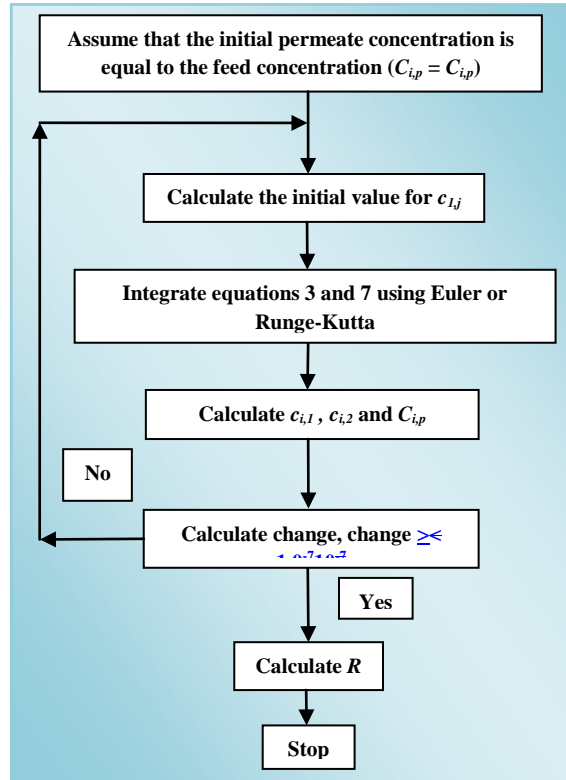 Assume that the initial permeate concentration is
equal to the feed concentration (Ci,p = Ci,p)
Calculate the initial value for c1,j
Integrate equations 3 and 7 using Euler or
Runge-Kutta
Calculate ci,1 , ci,2 and Ci,p
No
Calculate change, change ><
Yes
Calculate R
Stop